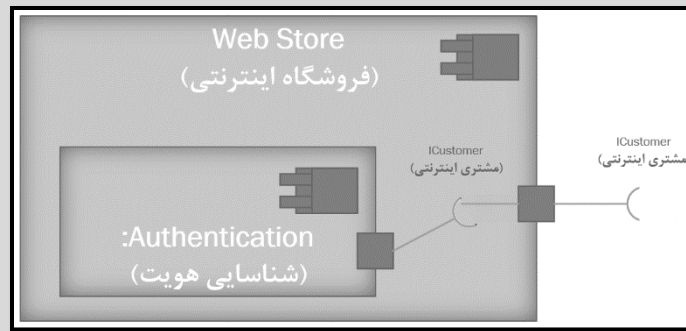 Web Store
(فروشگاه اینترنتی)
ICustomer
(مشتری اینترنتی)
ICustomer
(مشتری اینترنتی)
:Authentication
(شناسایی هویت)